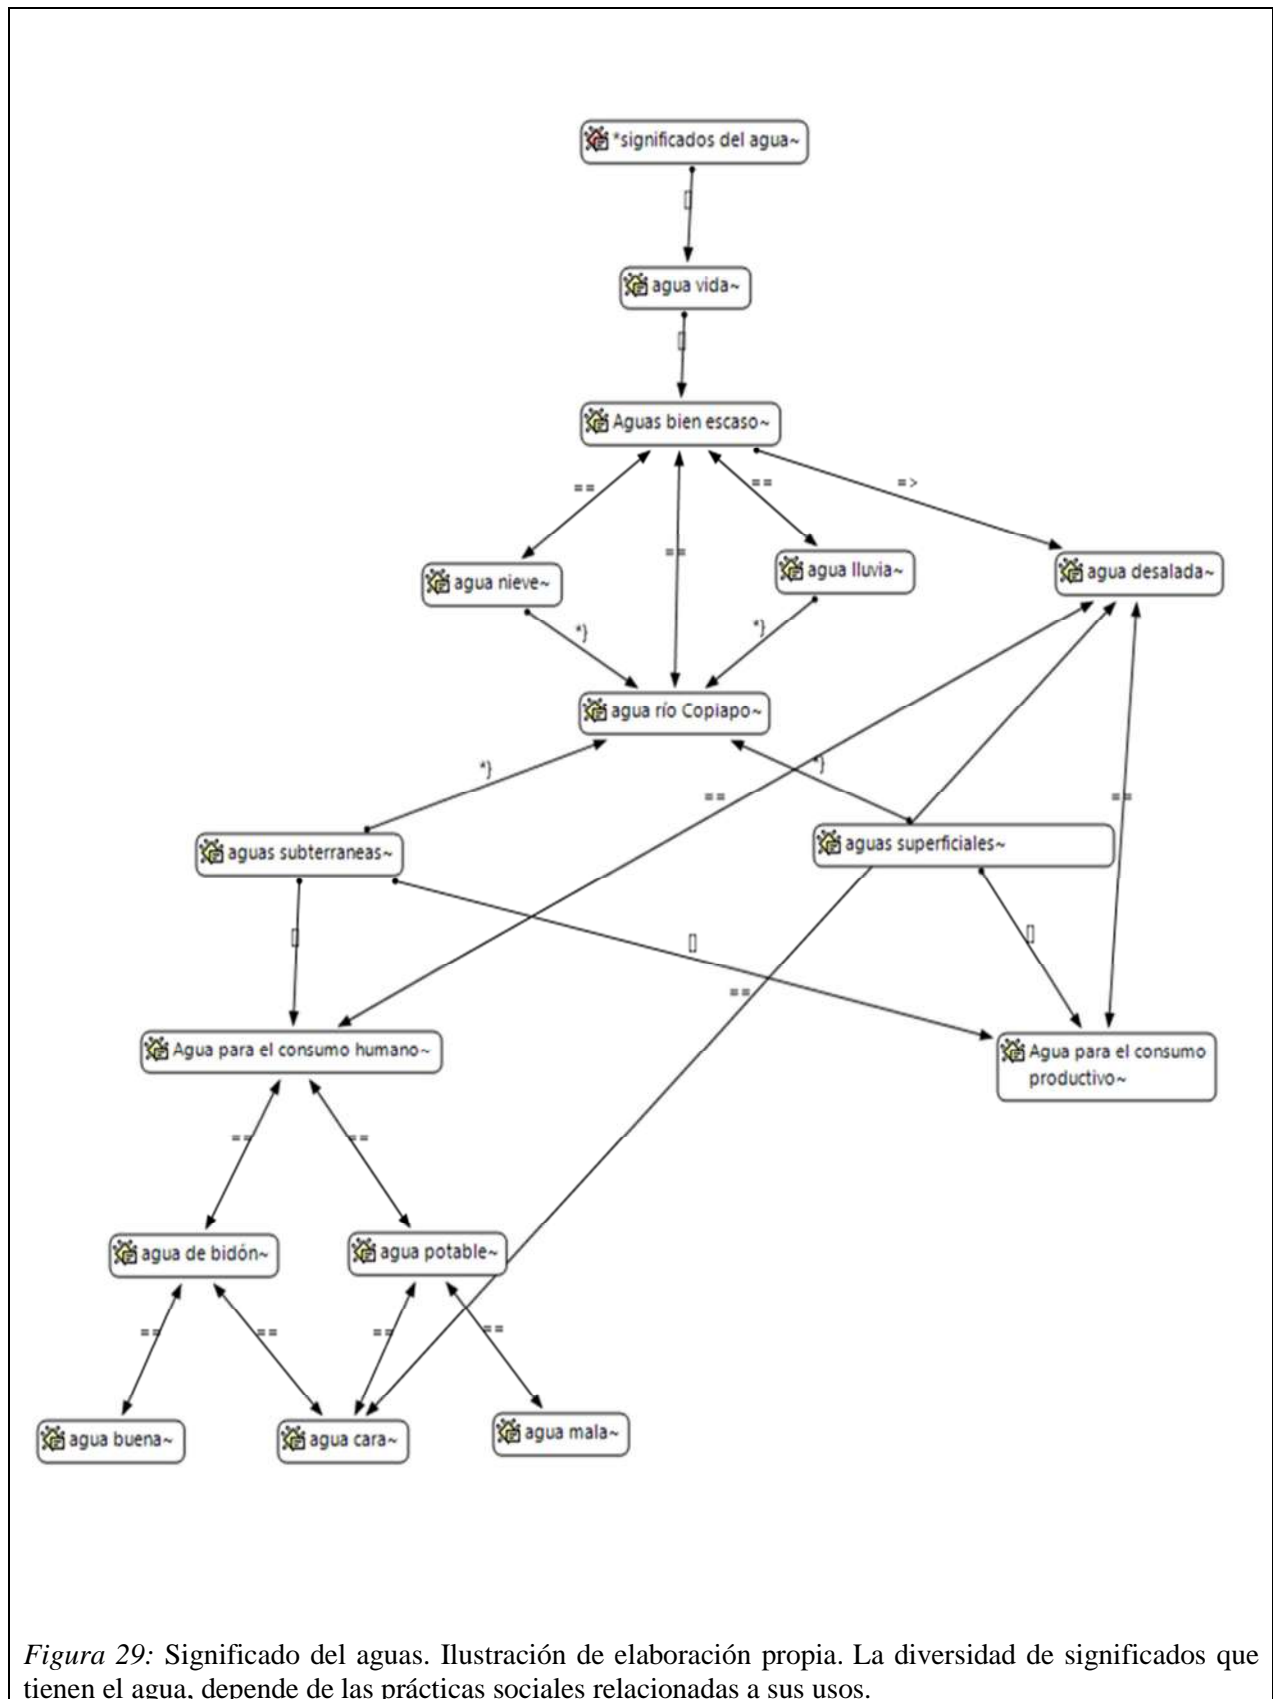 *significados del agua~
[]
agua vida~
[]
Aguas bien escaso~
==
==
=>
==
agua nieve~
agua lluvia~
agua desalada~
*}
*}
agua río Copiapo~
*}
*}
==
==
aguas subterraneas~
aguas superficiales~
[]
[]
[]
==
Agua para el consumo humano~
Agua para el consumo
productivo~
==
==
agua de bidón~
agua potable~
==
==
==
==
agua buena~
agua cara~
agua mala~
Figura 29: Significado del aguas. Ilustración de elaboración propia. La diversidad de significados que
tienen el agua, depende de las prácticas sociales relacionadas a sus usos.